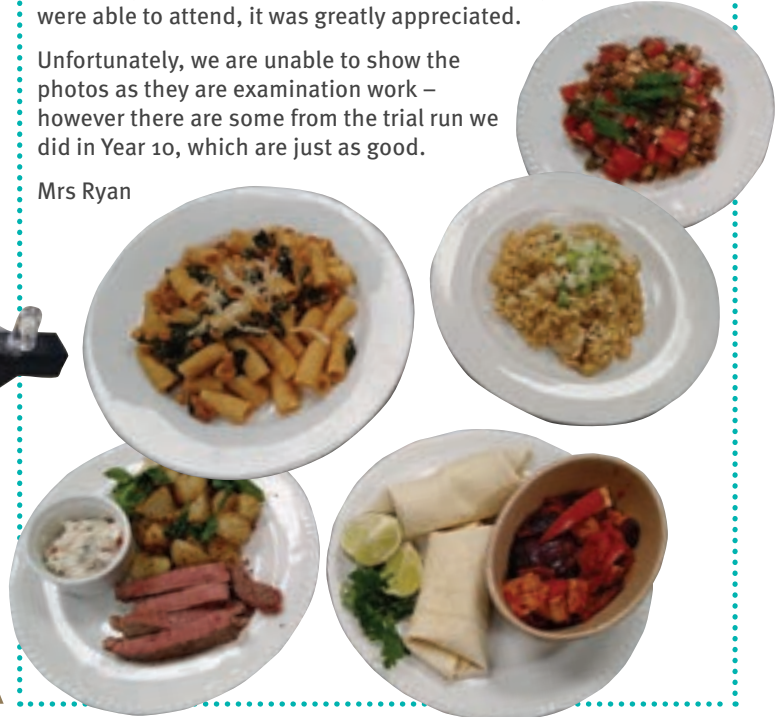 were able to attend, it was greatly appreciated.
Unfortunately, we are unable to show the
photos as they are examination work –
however there are some from the trial run we
did in Year 10, which are just as good.
Mrs Ryan